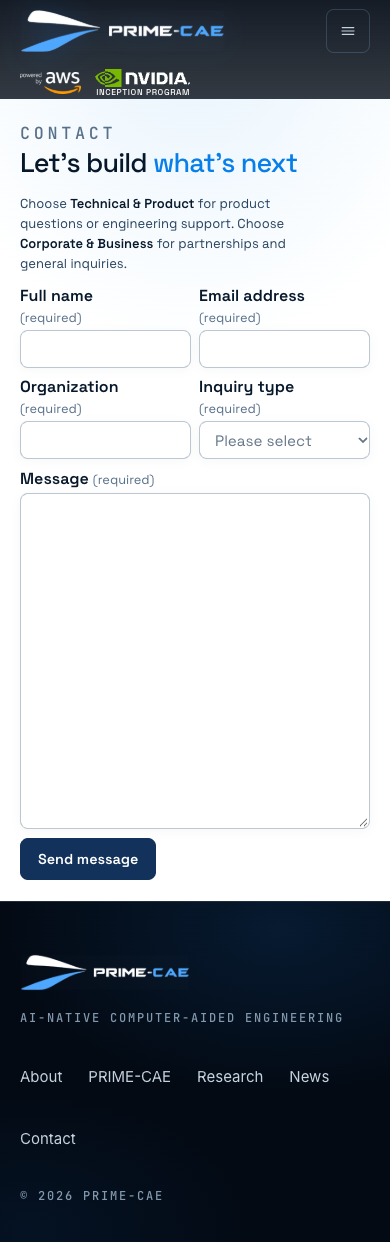 PRIME-CAE
powered by aws NVIDIA.
INCEPTION PROGRAM
CONTACT
Let's build what's next
Choose Technical & Product for product
questions or engineering support. Choose
Corporate & Business for partnerships and
general inquiries.
Full name
(required)
Email address
(required)
Organization
(required)
Inquiry type
(required)
Please select
Message (required)
Send message
PRIME-CAE
AI-NATIVE COMPUTER-AIDED ENGINEERING
About PRIME-CAE Research News
Contact
© 2026 PRIME-CAE